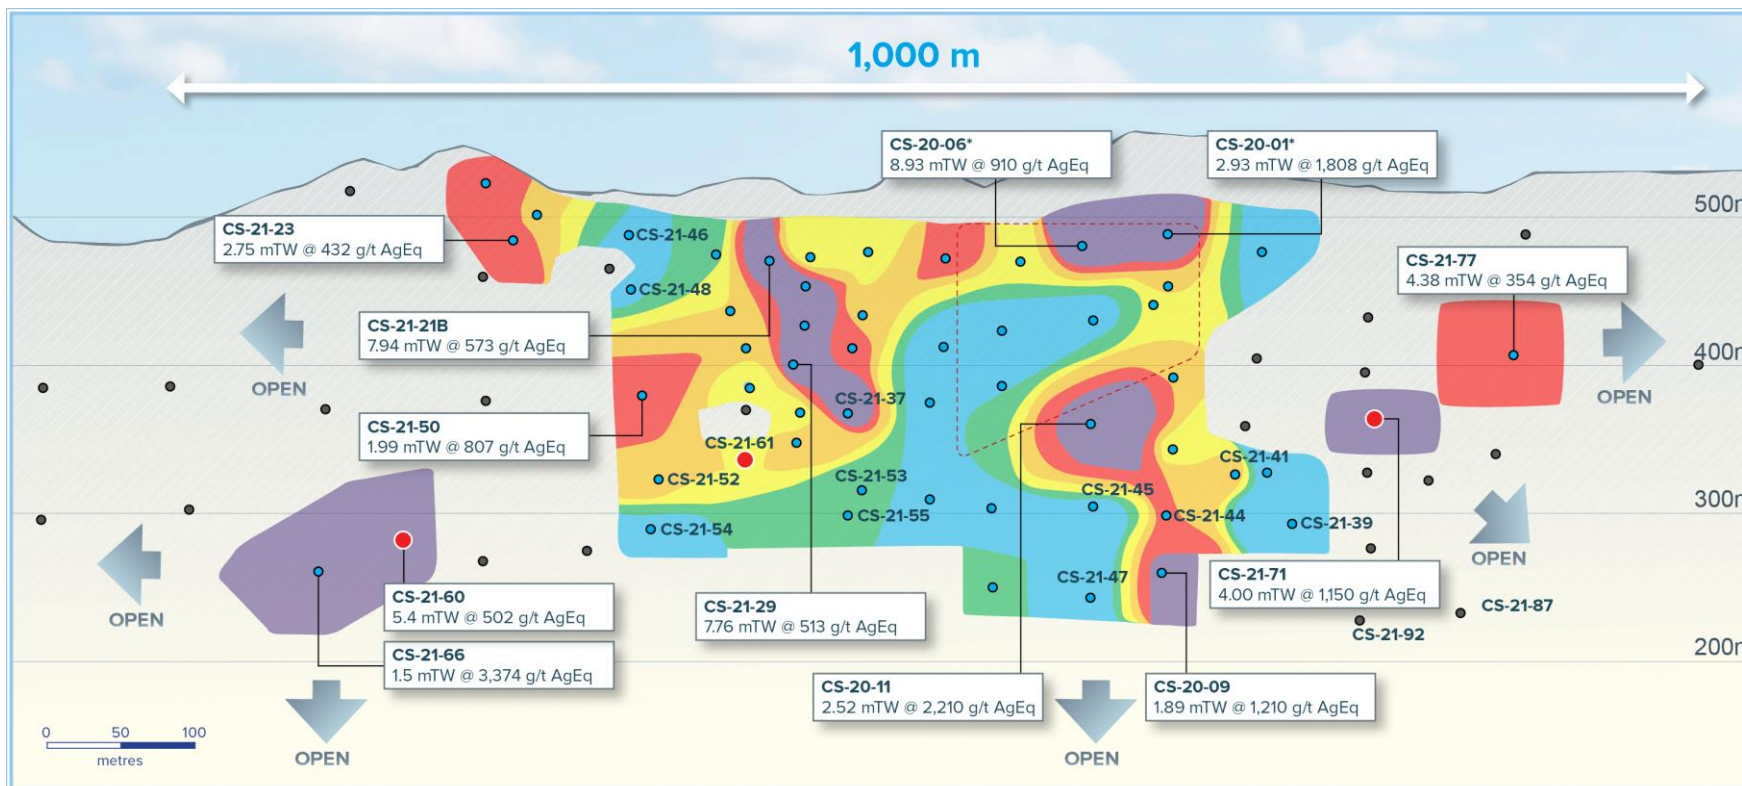 1,000 m
CS-20-06*
8.93 mTW @ 910 g/t AgEq
CS-20-01*
2.93 mTW @ 1,808 g/t AgEq
500m
CS-21-23
2.75 mTW @ 432 g/t AgEq
CS-21-46
CS-21-48
CS-21-77
4.38 mTW @ 354 g/t AgEq
CS-21-21B
7.94 mTW @ 573 g/t AgEq
OPEN
400m
OPEN
CS-21-37
CS-21-50
1.99 mTW @ 807 g/t AgEq
CS-21-61
CS-21-52
CS-21-53
CS-21-41
CS-21-45
CS-21-55
CS-21-44
CS-21-39
300m
CS-21-54
OPEN
CS-21-47
CS-21-71
4.00 mTW @ 1,150 g/t AgEq
CS-21-60
5.4 mTW @ 502 g/t AgEq
CS-21-29
7.76 mTW @ 513 g/t AgEq
CS-21-87
OPEN
CS-21-92
200m
CS-21-66
1.5 mTW @ 3,374 g/t AgEq
CS-20-11
2.52 mTW @ 2,210 g/t AgEq
CS-20-09
1.89 mTW @ 1,210 g/t AgEq
0 50 100
metres
OPEN
OPEN